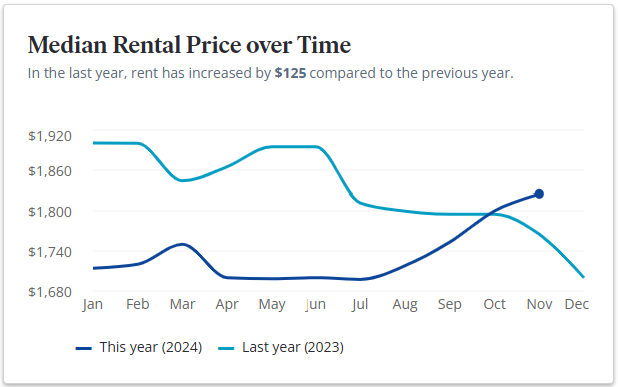 Median Rental Price over Time
In the last year, rent has increased by $125 compared to the previous year.
$1,920
$1,860
$1,800
$1,740
$1,680
Jan Feb Mar Apr May Jun Jul Aug Sep Oct Nov Dec
This year (2024) Last year (2023)